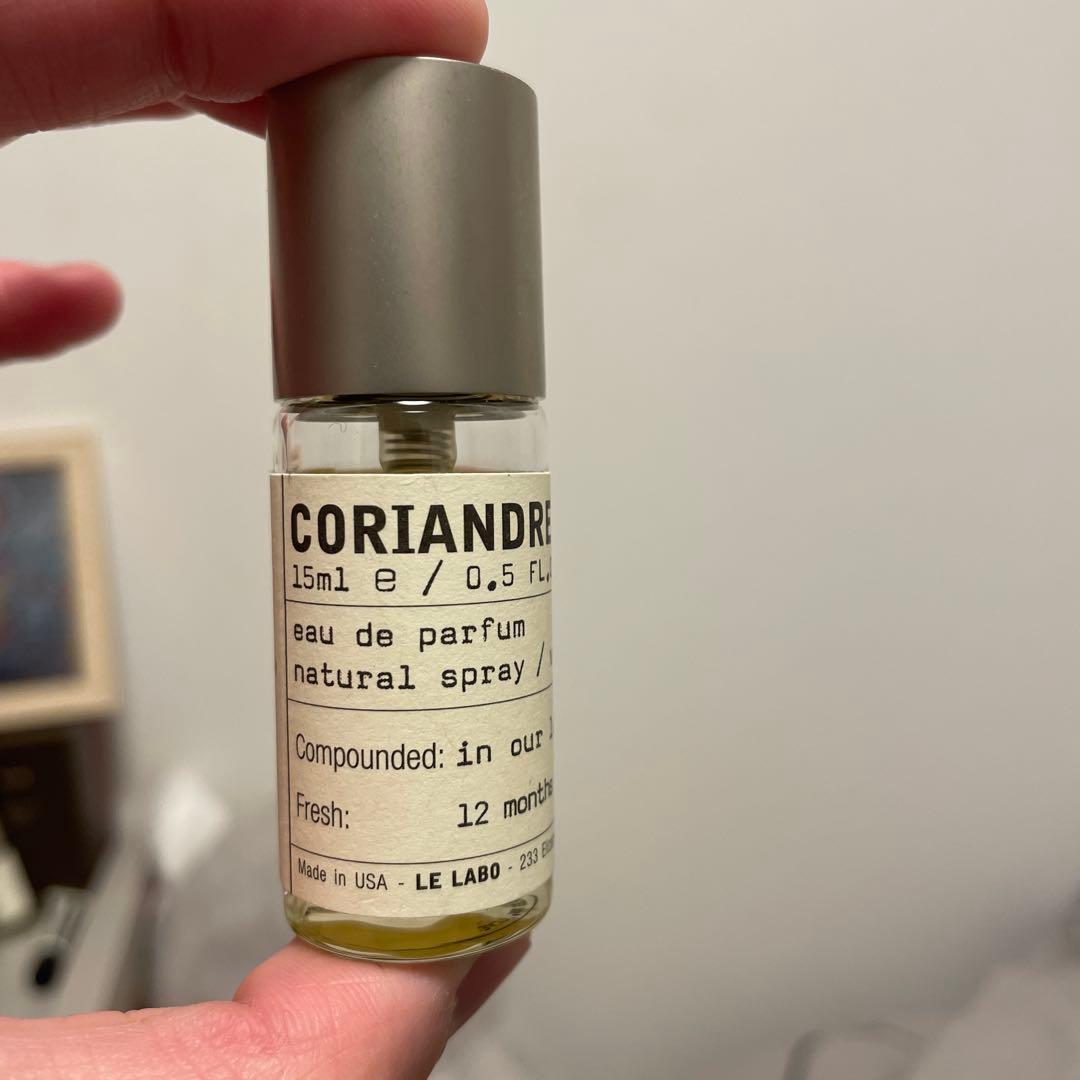 CORIANDRE
15ml e / 0.5 FL.
eau de parfum
natural spray /
Compounded: in our
Fresh: 12 months
Made in USA - LE LABO - 233